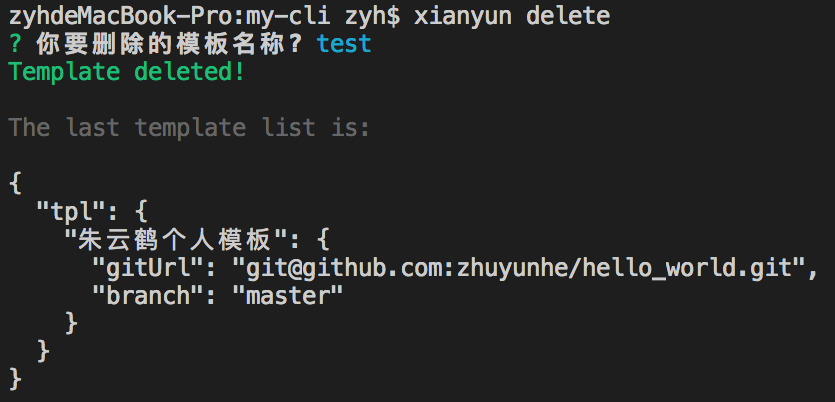 zyhdeMacBook-Pro:my-cli zyh$ xianyun delete
? 你要删除的模板名称? test
Template deleted!
The last template list is:
{
  "tpl": {
    "朱云鹤个人模板": {
      "gitUrl": "git@github.com:zhuyunhe/hello_world.git",
      "branch": "master"
    }
  }
}